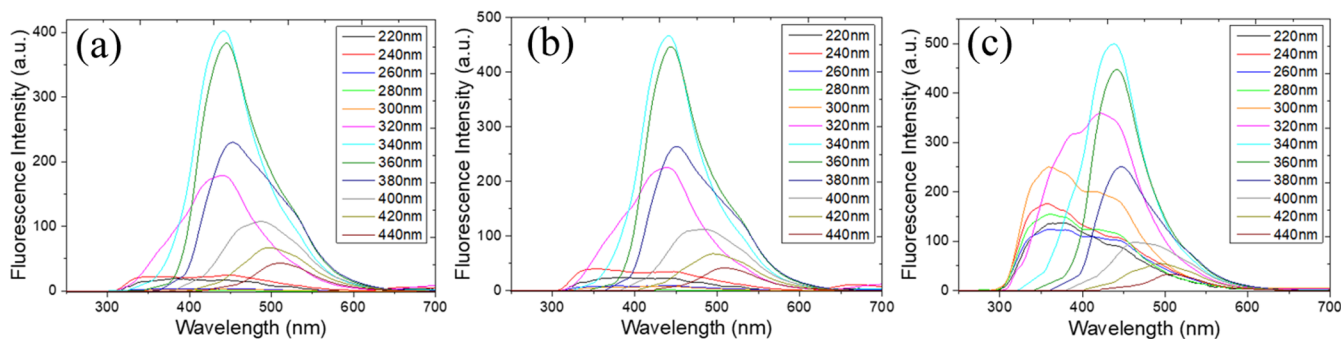 (a)
Fluorescence Intensity (a.u.)
400
300
200
100
0
300 400 500 600 700
Wavelength (nm)
220nm
240nm
260nm
280nm
300nm
320nm
340nm
360nm
380nm
400nm
420nm
440nm
(b)
Fluorescence Intensity (a.u.)
500
400
300
200
100
0
300 400 500 600 700
Wavelength (nm)
220nm
240nm
260nm
280nm
300nm
320nm
340nm
360nm
380nm
400nm
420nm
440nm
(c)
Fluorescence Intensity (a.u.)
500
400
300
200
100
0
300 400 500 600 700
Wavelength (nm)
220nm
240nm
260nm
280nm
300nm
320nm
340nm
360nm
380nm
400nm
420nm
440nm